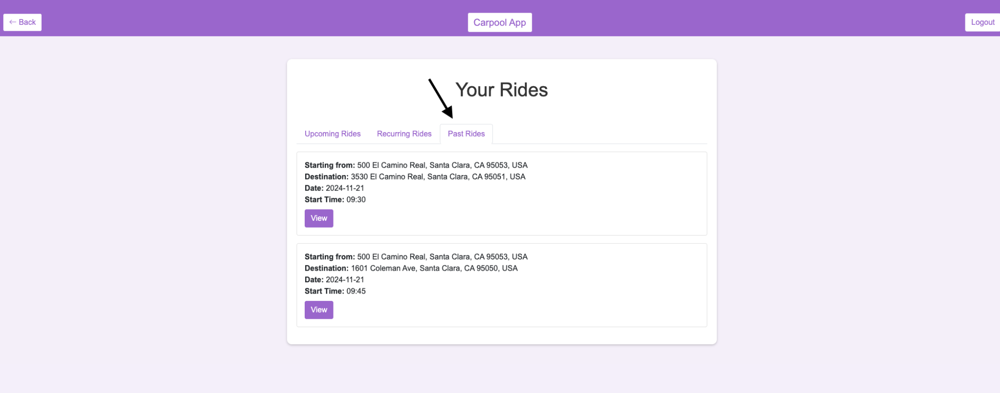 ← Back
Carpool App
Logout
Your Rides
Upcoming Rides
Recurring Rides
Past Rides
Starting from: 500 El Camino Real, Santa Clara, CA 95053, USA
Destination: 3530 El Camino Real, Santa Clara, CA 95051, USA
Date: 2024-11-21
Start Time: 09:30
View
Starting from: 500 El Camino Real, Santa Clara, CA 95053, USA
Destination: 1601 Coleman Ave, Santa Clara, CA 95050, USA
Date: 2024-11-21
Start Time: 09:45
View